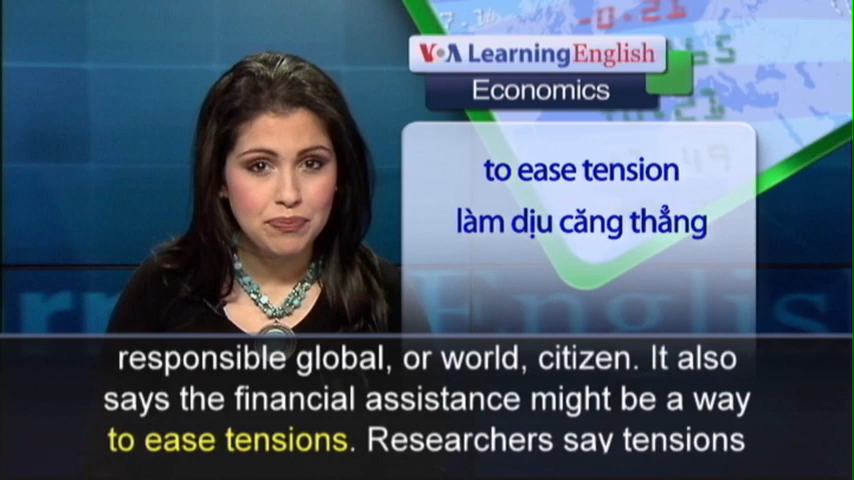 VOA Learning English
Economics
to ease tension
làm dịu căng thẳng
responsible global, or world, citizen. It also
says the financial assistance might be a way
to ease tensions. Researchers say tensions